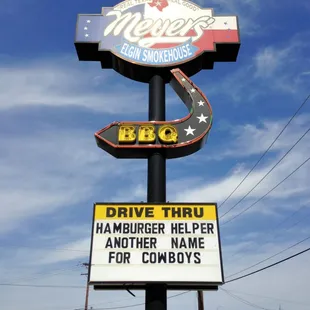 Meyer's
ELGIN SMOKEHOUSE
BBQ
DRIVE THRU
HAMBURGER HELPER
ANOTHER NAME
FOR COWBOYS